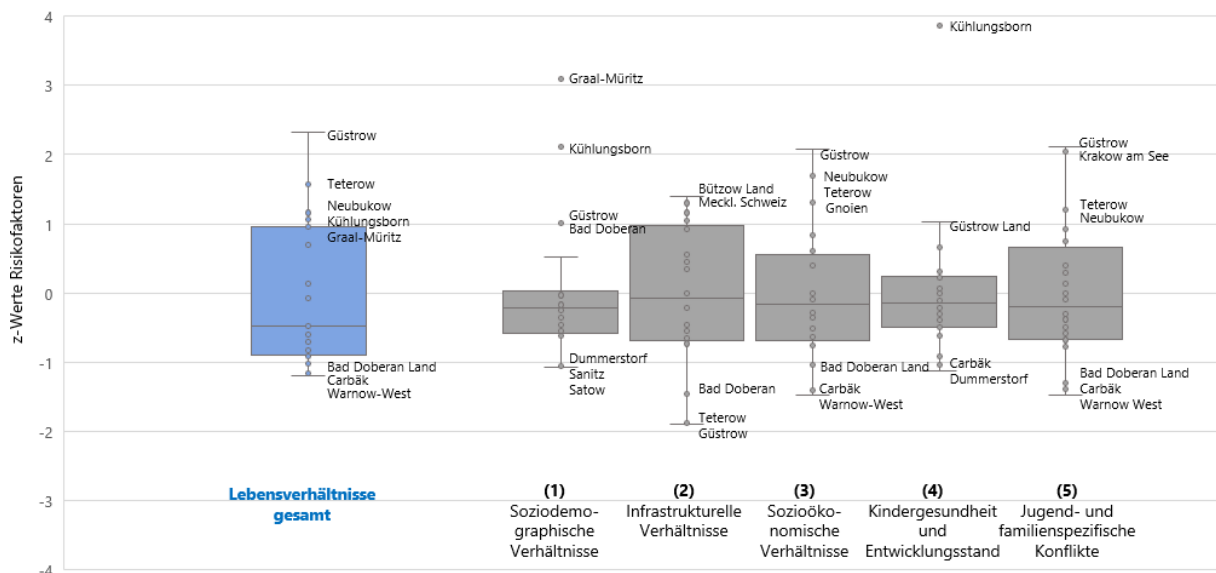 z-Werte Risikofaktoren
4
3
2
1
0
-1
-2
-3
-4
Güstrow
Teterow
Neubukow
Kühlungsborn
Graal-Müritz
Bad Doberan Land
Carbäk
Warnow-West
Lebensverhältnisse
gesamt
Graal-Müritz
Kühlungsborn
Güstrow
Bad Doberan
Dummerstorf
Sanitz
Satow
(1)
Soziodemo-
graphische
Verhältnisse
Bützow Land
Meckl. Schweiz
Bad Doberan
Teterow
Güstrow
(2)
Infrastrukturelle
Verhältnisse
Güstrow
Neubukow
Teterow
Gnoien
Bad Doberan Land
Carbäk
Warnow-West
(3)
Sozioöko-
nomische
Verhältnisse
Kühlungsborn
Güstrow Land
Carbäk
Dummerstorf
(4)
Kindergesundheit
und
Entwicklungsstand
Güstrow
Krakow am See
Teterow
Neubukow
Bad Doberan Land
Carbäk
Warnow West
(5)
Jugend- und
familienspezifische
Konflikte